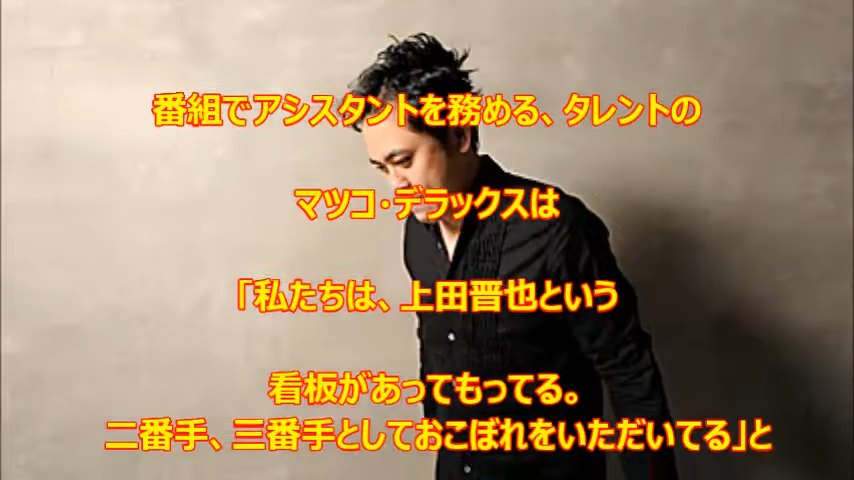 番組でアシスタントを務める、タレントの
マツコ・デラックスは
「私たちは、上田晋也という
看板があってもってる。
二番手、三番手としておこぼれをいただいてる」と